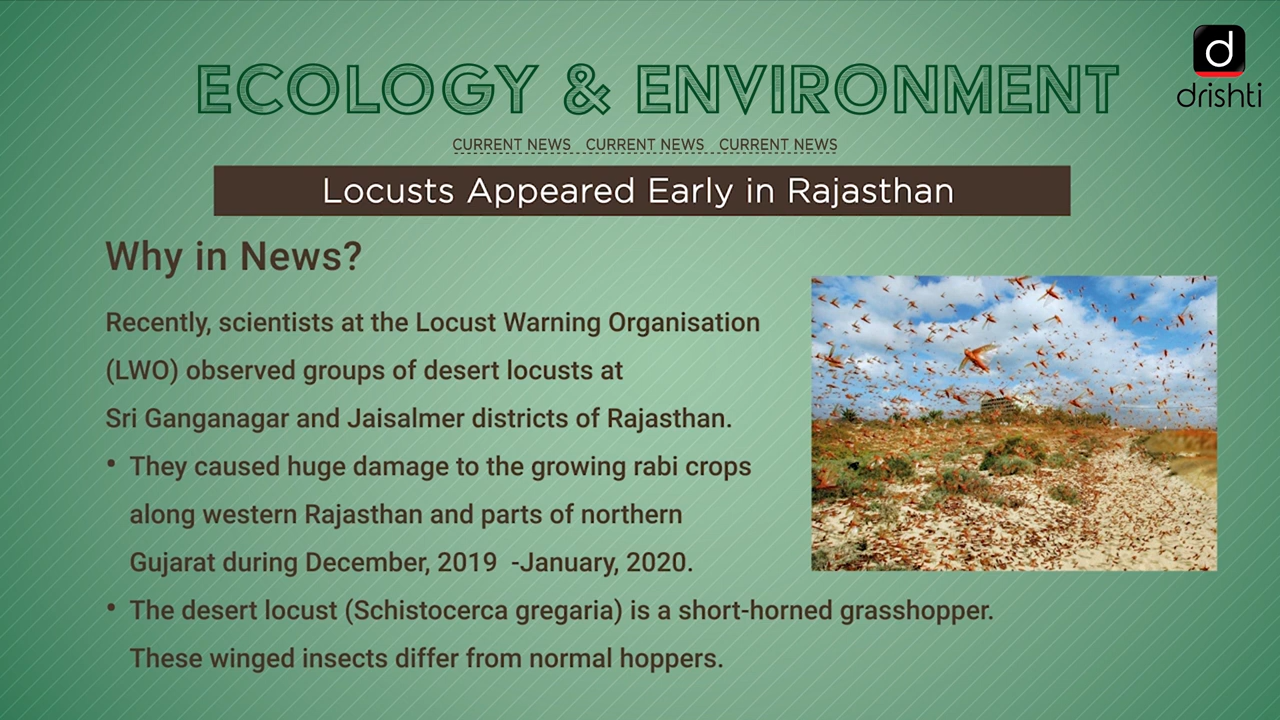 ECOLOGY & ENVIRONMENT
d
drishti
CURRENT NEWS CURRENT NEWS CURRENT NEWS
Locusts Appeared Early in Rajasthan
Why in News?
Recently, scientists at the Locust Warning Organisation
(LWO) observed groups of desert locusts at
Sri Ganganagar and Jaisalmer districts of Rajasthan.
• They caused huge damage to the growing rabi crops
along western Rajasthan and parts of northern
Gujarat during December, 2019 -January, 2020.
• The desert locust (Schistocerca gregaria) is a short-horned grasshopper.
These winged insects differ from normal hoppers.